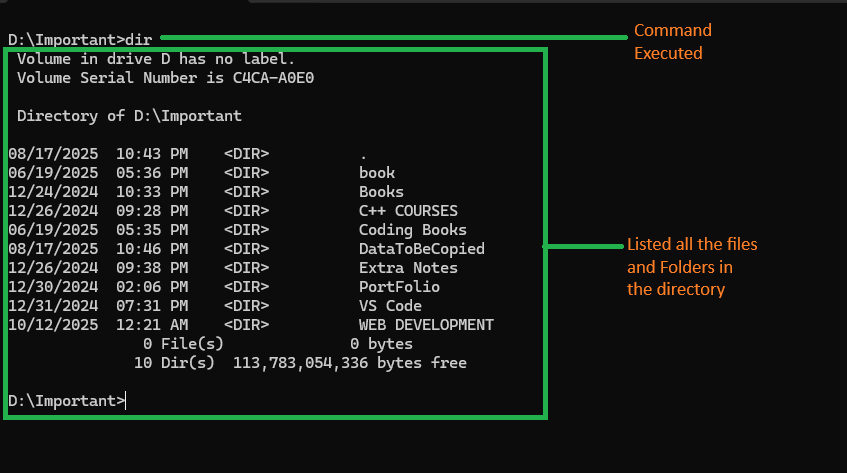 D:\Important>dir
Command
Executed
Volume in drive D has no label.
Volume Serial Number is C4CA-A0E0
Directory of D:\Important
08/17/2025  10:43 PM    <DIR>          .
06/19/2025  05:36 PM    <DIR>          book
12/24/2024  10:33 PM    <DIR>          Books
12/26/2024  09:28 PM    <DIR>          C++ COURSES
06/19/2025  05:35 PM    <DIR>          Coding Books
08/17/2025  10:46 PM    <DIR>          DataToBeCopied
12/26/2024  09:38 PM    <DIR>          Extra Notes
12/30/2024  02:06 PM    <DIR>          PortFolio
12/31/2024  07:31 PM    <DIR>          VS Code
10/12/2025  12:21 AM    <DIR>          WEB DEVELOPMENT
0 File(s)              0 bytes
10 Dir(s)  113,783,054,336 bytes free
Listed all the files
and Folders in
the directory
D:\Important>